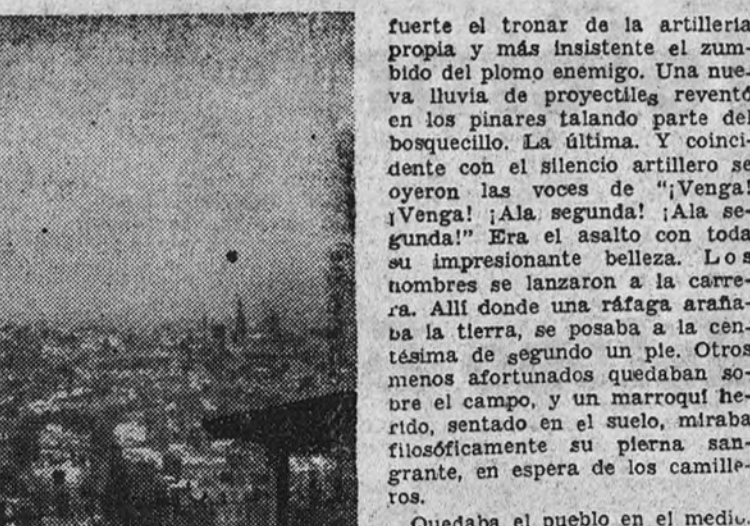 fuerte el tronar de la artillería
propia y más insistente el zum-
bido del plomo enemigo. Una nue-
va lluvia de proyectiles reventó
en los pinares talando parte del
bosquecillo. La última. Y coinci-
dente con el silencio artillero se
oyeron las voces de "¡Venga!
¡Venga! ¡Ala segunda! ¡Ala se-
gunda!" Era el asalto con toda
su impresionante belleza. Los
hombres se lanzaron a la carre-
ra. Allí donde una ráfaga araña-
ba la tierra, se posaba a la cen-
tésima de segundo un pie. Otros
menos afortunados quedaban so-
bre el campo, y un marroquí he-
rido, sentado en el suelo, miraba
filosóficamente su pierna san-
grante, en espera de los camille-
ros.
Quedaba el pueblo en el medio,